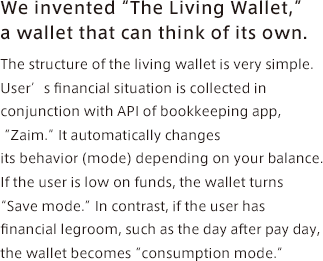 We invented “The Living Wallet,”
a wallet that can think of its own.
The structure of the living wallet is very simple.
User’s financial situation is collected in
conjunction with API of bookkeeping app,
“Zaim.” It automatically changes
its behavior (mode) depending on your balance.
If the user is low on funds, the wallet turns
“Save mode.” In contrast, if the user has
financial legroom, such as the day after pay day,
the wallet becomes “consumption mode.”